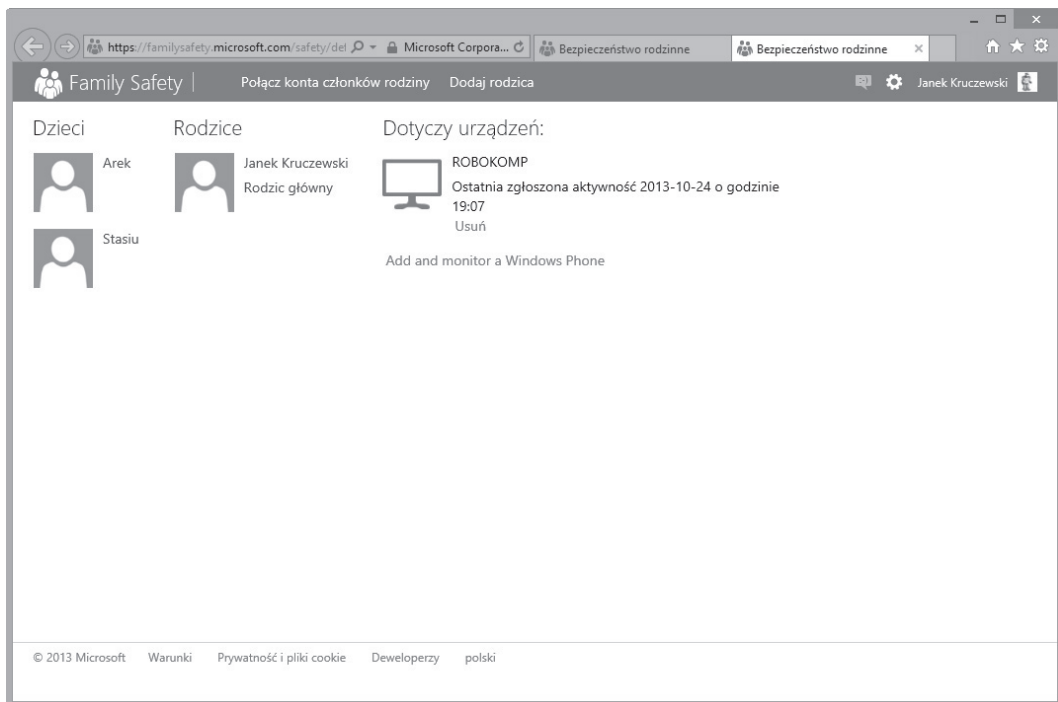 https://familysafety.microsoft.com/safety/del
Microsoft Corpora...
Bezpieczeństwo rodzinne
Bezpieczeństwo rodzinne
Family Safety
Połącz konta członków rodziny
Dodaj rodzica
Janek Kruczewski
Dzieci
Arek
Stasiu
Rodzice
Janek Kruczewski
Rodzic główny
Dotyczy urządzeń:
ROBOKOMP
Ostatnia zgłoszona aktywność 2013-10-24 o godzinie
19:07
Usuń
Add and monitor a Windows Phone
© 2013 Microsoft
Warunki
Prywatność i pliki cookie
Deweloperzy
polski